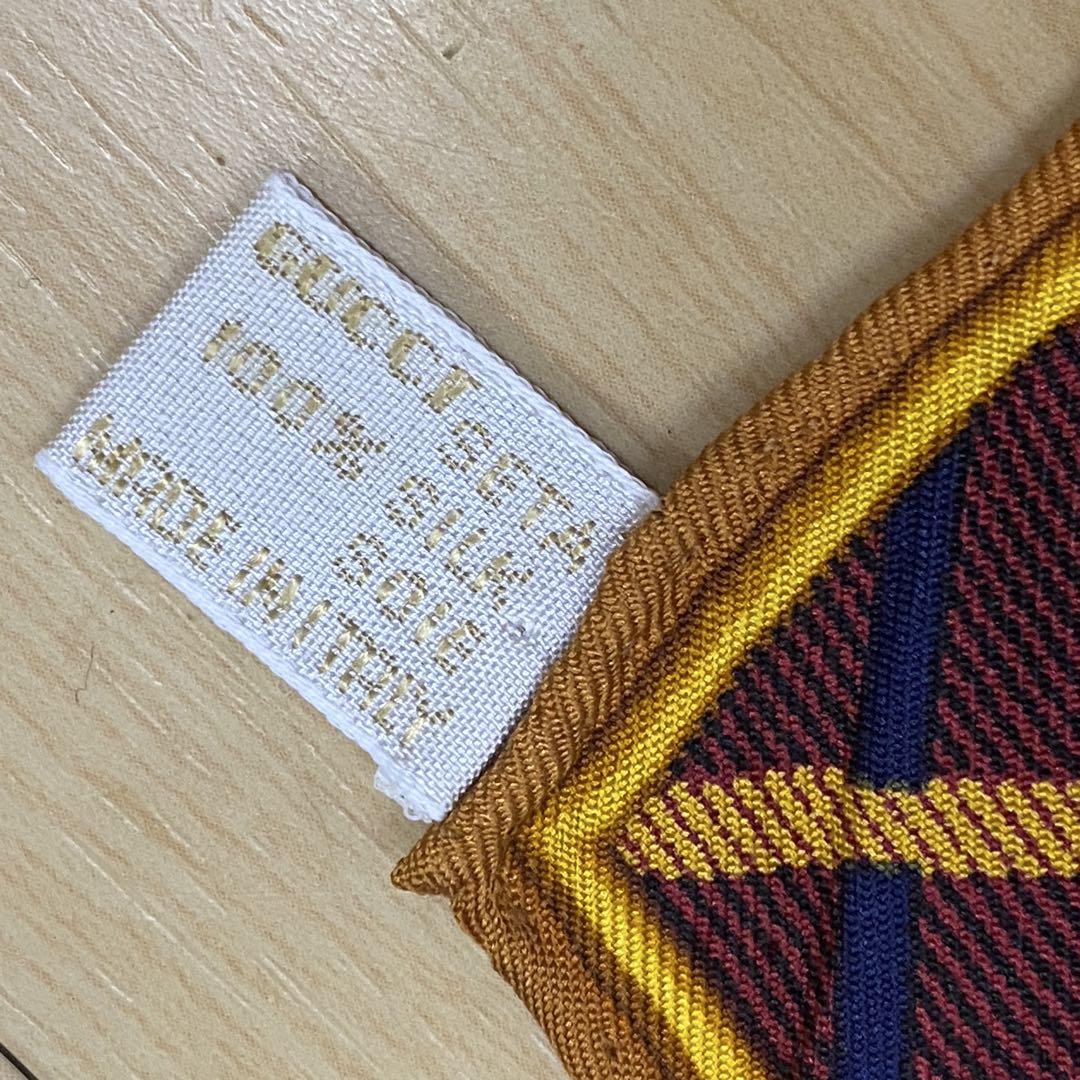 GUCCI SETA
100% SILK
SOIE
MADE IN ITALY